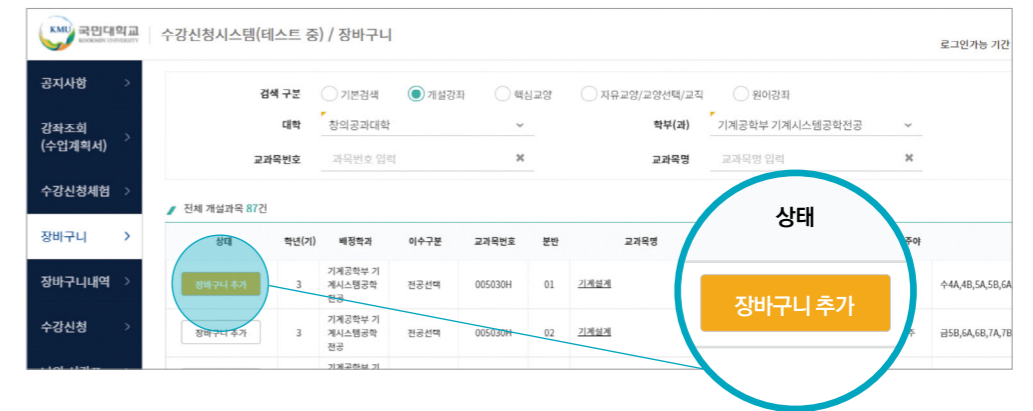 KMU 국민대학교
KOOKMIN UNIVERSITY
수강신청시스템(테스트 중) / 장바구니
로그인가능 기간
공지사항 >
강좌조회
(수업계획서) >
수강신청체험 >
장바구니 >
장바구니내역 >
수강신청 >
검색 구분 기본검색 개설강좌 핵심교양 자유교양/교양선택/교직 원어강좌
대학 창의공과대학 학부(과) 기계공학부 기계시스템공학전공
교과목번호 과목번호 입력 ✖ 교과목명 교과목명 입력 ✖
전체 개설과목 87건
상태 학년(기) 배정학과 이수구분 교과목번호 분반 교과목명 주야
장바구니 추가 3 기계공학부 기계시스템공학전공 전공선택 005030H 01 기계설계 수4A,4B,5A,5B,6A
장바구니 추가 3 기계공학부 기계시스템공학전공 전공선택 005030H 02 기계설계 주 금5B,6A,6B,7A,7B
기계공학부 기
상태
장바구니 추가